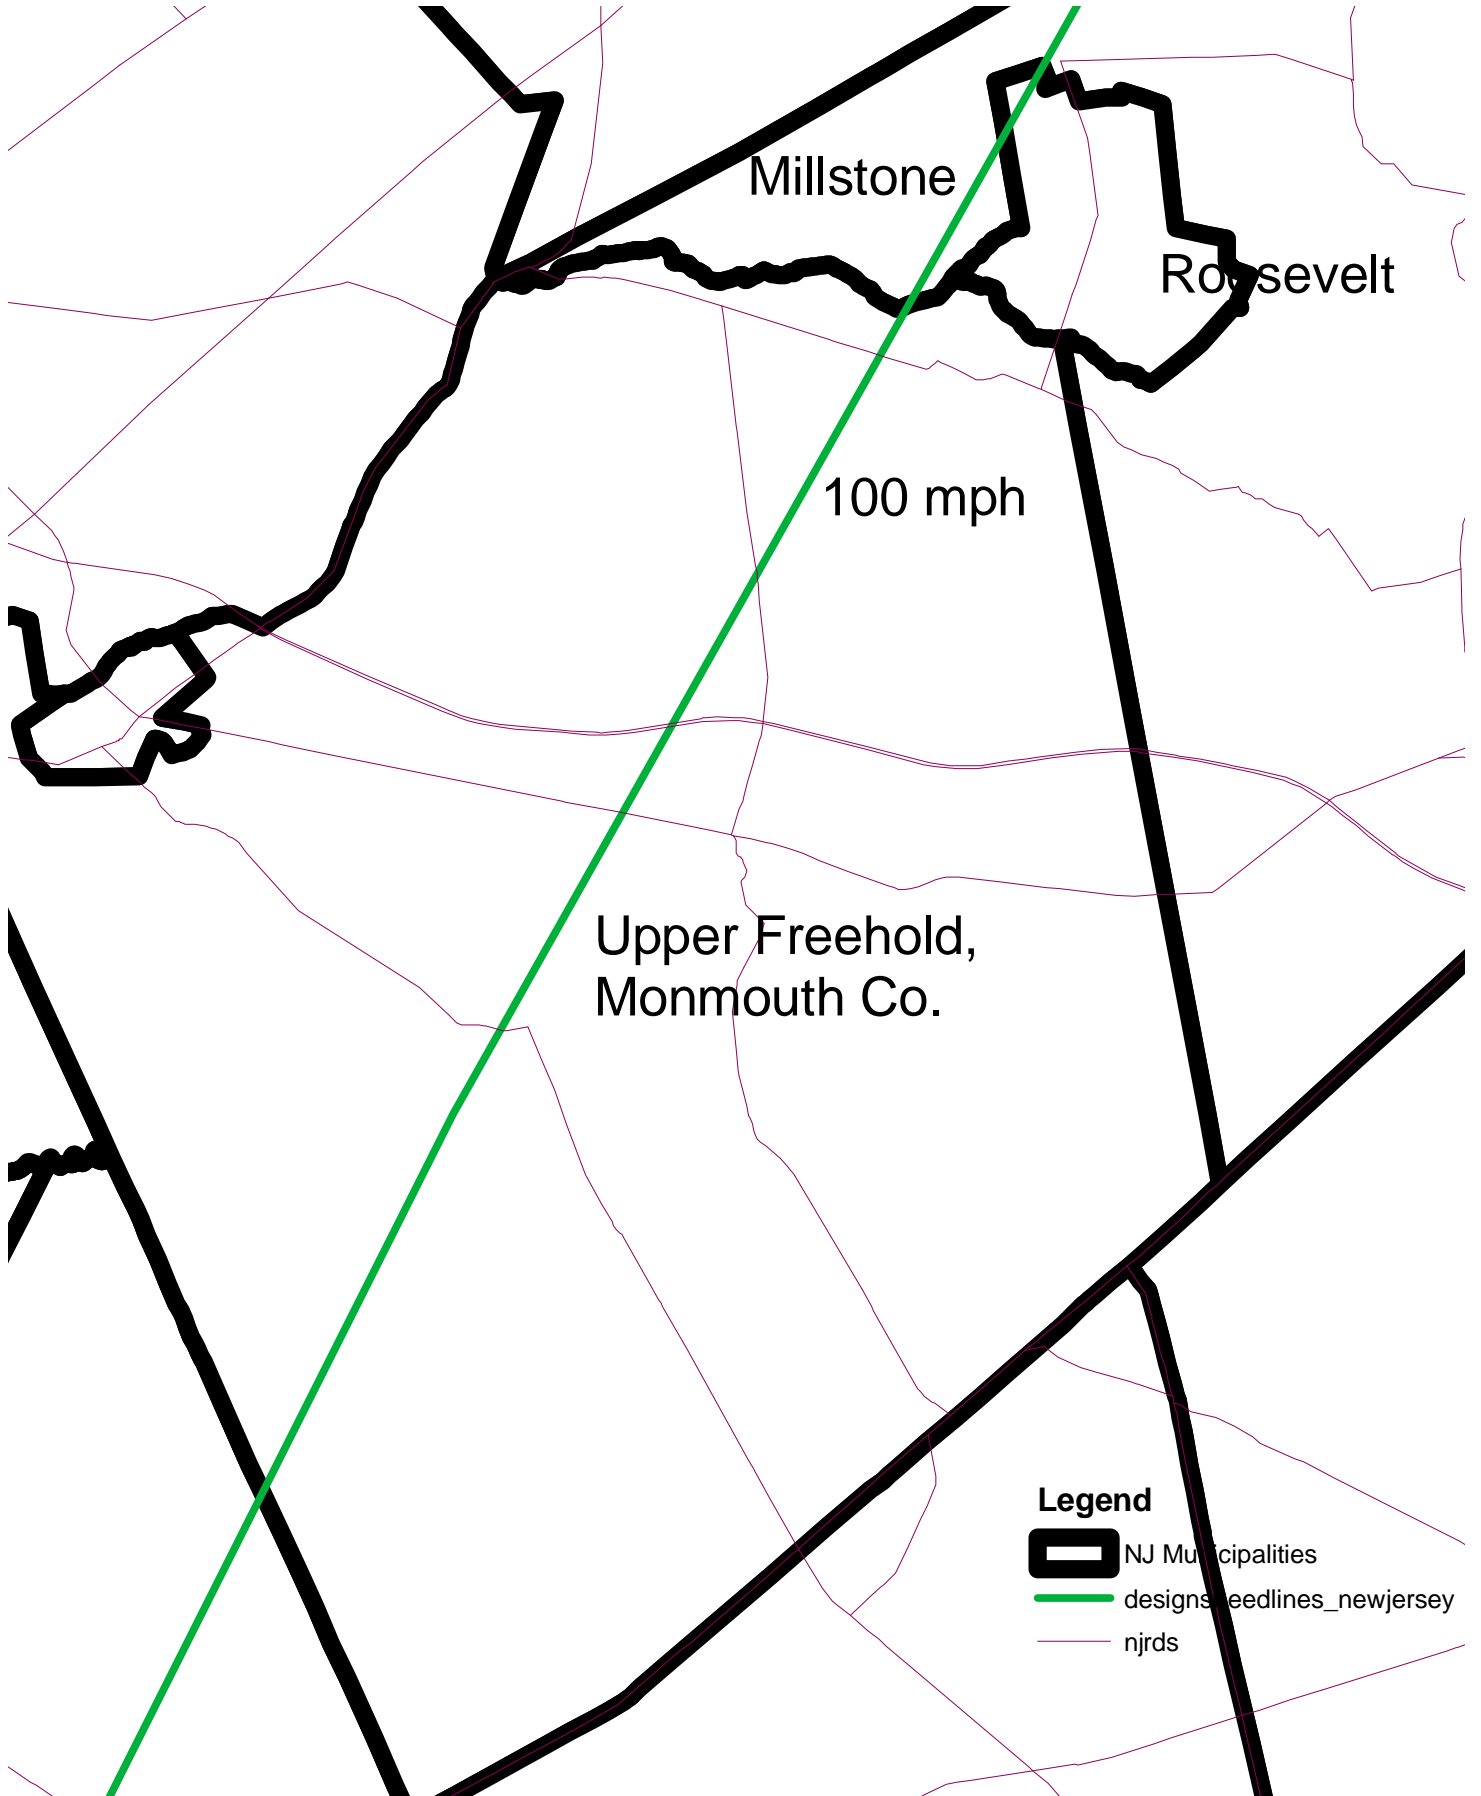 Millstone
Roosevelt
100 mph
Upper Freehold,
Monmouth Co.
Legend
NJ Municipalities
designspeedlines_newjersey
njrds